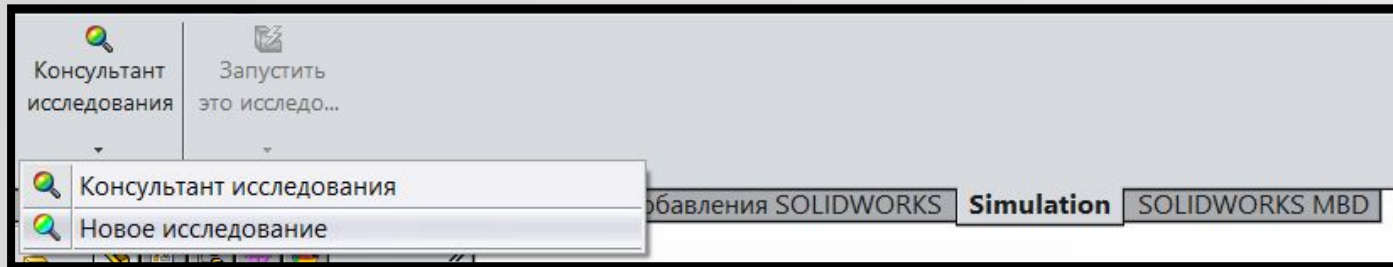 Консультант исследования
Запустить это исследо...
Консультант исследования
Новое исследование
бавления SOLIDWORKS
Simulation
SOLIDWORKS MBD